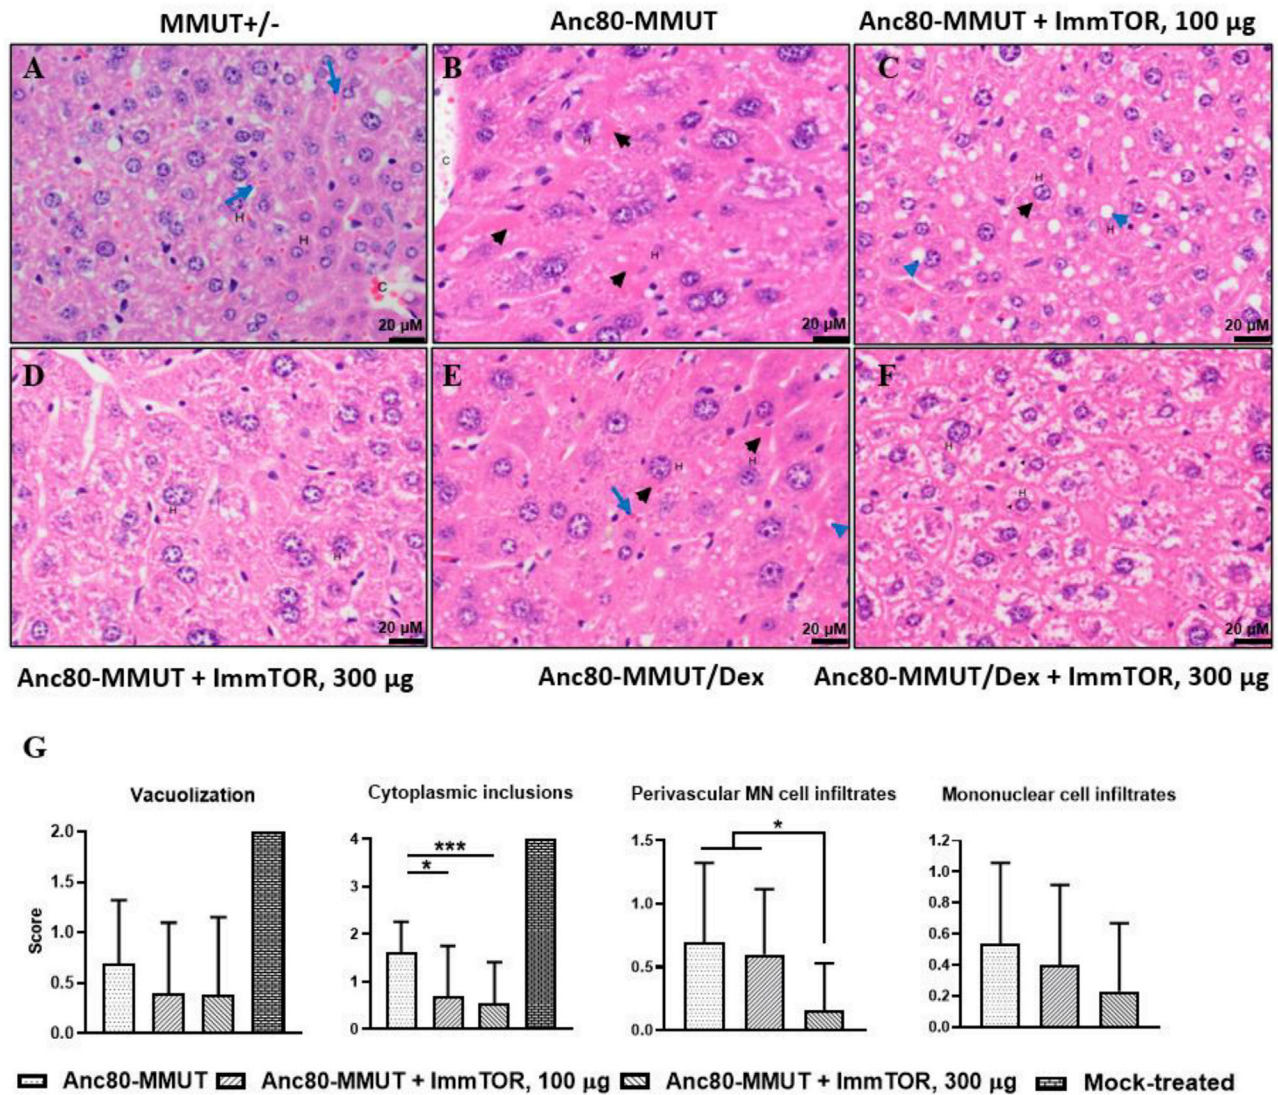 MMUT+/-
Anc80-MMUT
Anc80-MMUT + ImmTOR, 100 µg
A
B
C
H
H
C
20 µM
C
H
H
20 µM
H
H
20 µM
D
E
F
H
H
20 µM
H
H
20 µM
H
H
20 µM
Anc80-MMUT + ImmTOR, 300 µg
Anc80-MMUT/Dex
Anc80-MMUT/Dex + ImmTOR, 300 µg
G
Vacuolization
Score
2.0
1.5
1.0
0.5
0.0
Cytoplasmic inclusions
4
3
2
1
0
***
*
Perivascular MN cell infiltrates
1.5
1.0
0.5
0.0
*
Mononuclear cell infiltrates
1.2
1.0
0.8
0.6
0.4
0.2
0.0
Anc80-MMUT
Anc80-MMUT + ImmTOR, 100 µg
Anc80-MMUT + ImmTOR, 300 µg
Mock-treated